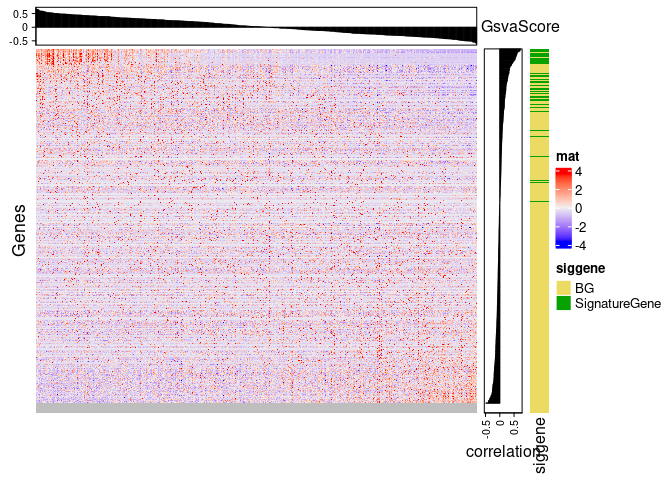 0.5
0
-0.5
GsvaScore
Genes
mat
4
2
0
-2
-4
siggene
BG
SignatureGene
-0.5
0
0.5
correlation
siggene